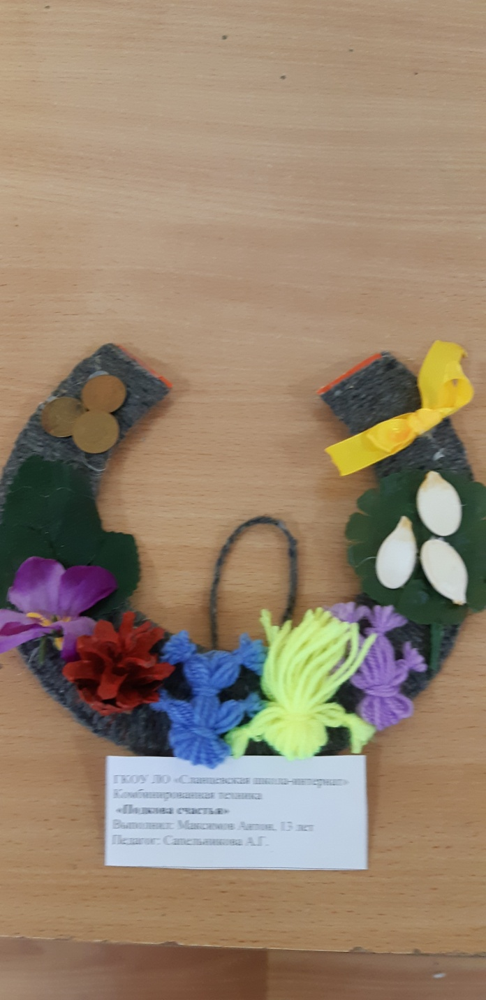 ГКОУ ЛО «Сланцевская школа-интернат»
Комбинированная техника
«Подкова счастья»
Выполнил: Максимов Антон, 13 лет
Педагог: Сапельникова А.Г.